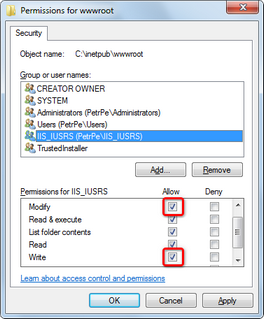 Permissions for wwwroot
Security
Object name: C:\inetpub\wwwroot
Group or user names:
CREATOR OWNER
SYSTEM
Administrators (PetrPe\Administrators)
Users (PetrPe\Users)
IIS_IUSRS (PetrPe\IIS_IUSRS)
TrustedInstaller
Add... Remove
Permissions for IIS_IUSRS Allow Deny
Modify
Read & execute
List folder contents
Read
Write
Learn about access control and permissions
OK Cancel Apply